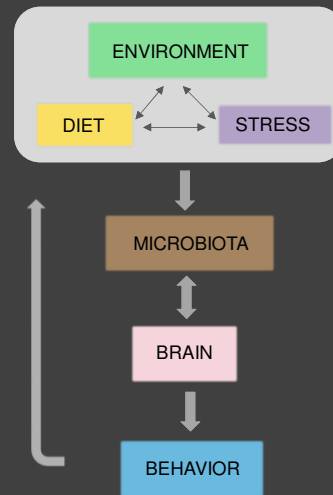 ENVIRONMENT
DIET
STRESS
MICROBIOTA
BRAIN
BEHAVIOR